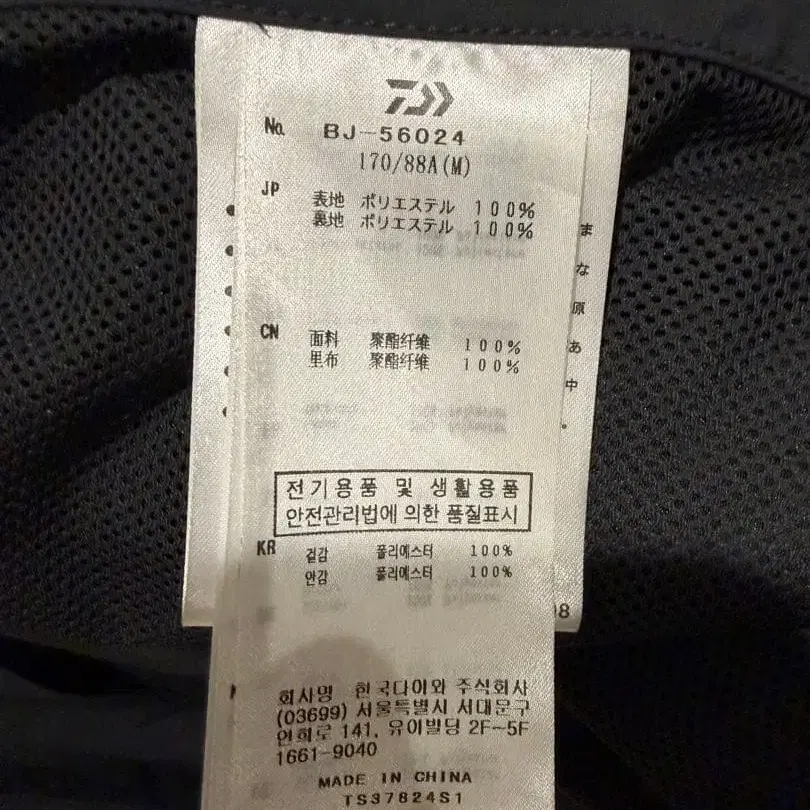 No. BJ-56024
170/88A(M)
JP 表地 ポリエステル 100%
裏地 ポリエステル 100%
CN 面料 聚酯纤维 100%
里布 聚酯纤维 100%
전기용품 및 생활용품
안전관리법에 의한 품질표시
KR 겉감 폴리에스터 100%
안감 폴리에스터 100%
회사명 한국다이와 주식회사
(03699) 서울특별시 서대문구
연희로 141, 유이빌딩 2F~5F
1661-9040
MADE IN CHINA
TS37824S1
ま
な
原
あ
中
。
98